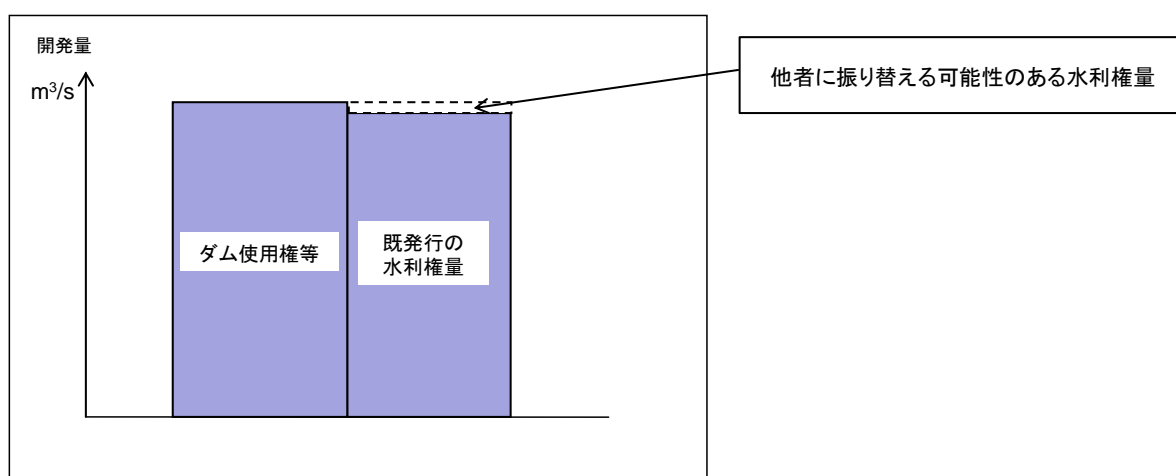 開発量
m³/s
他者に振り替える可能性のある水利権量
ダム使用権等
既発行の
水利権量